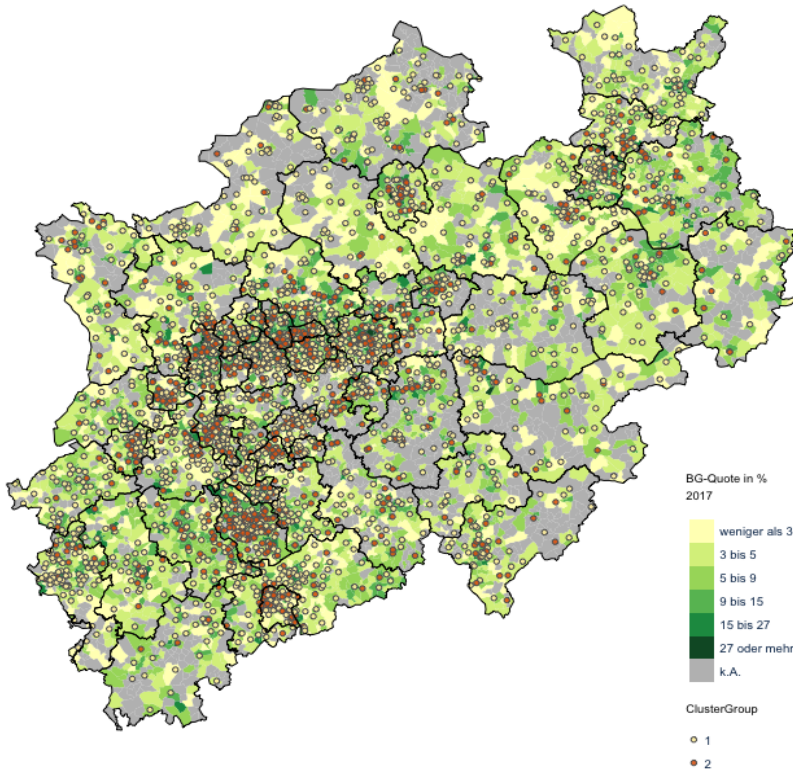 BG-Quote in %
2017
weniger als 3
3 bis 5
5 bis 9
9 bis 15
15 bis 27
27 oder mehr
k.A.
ClusterGroup
1
2